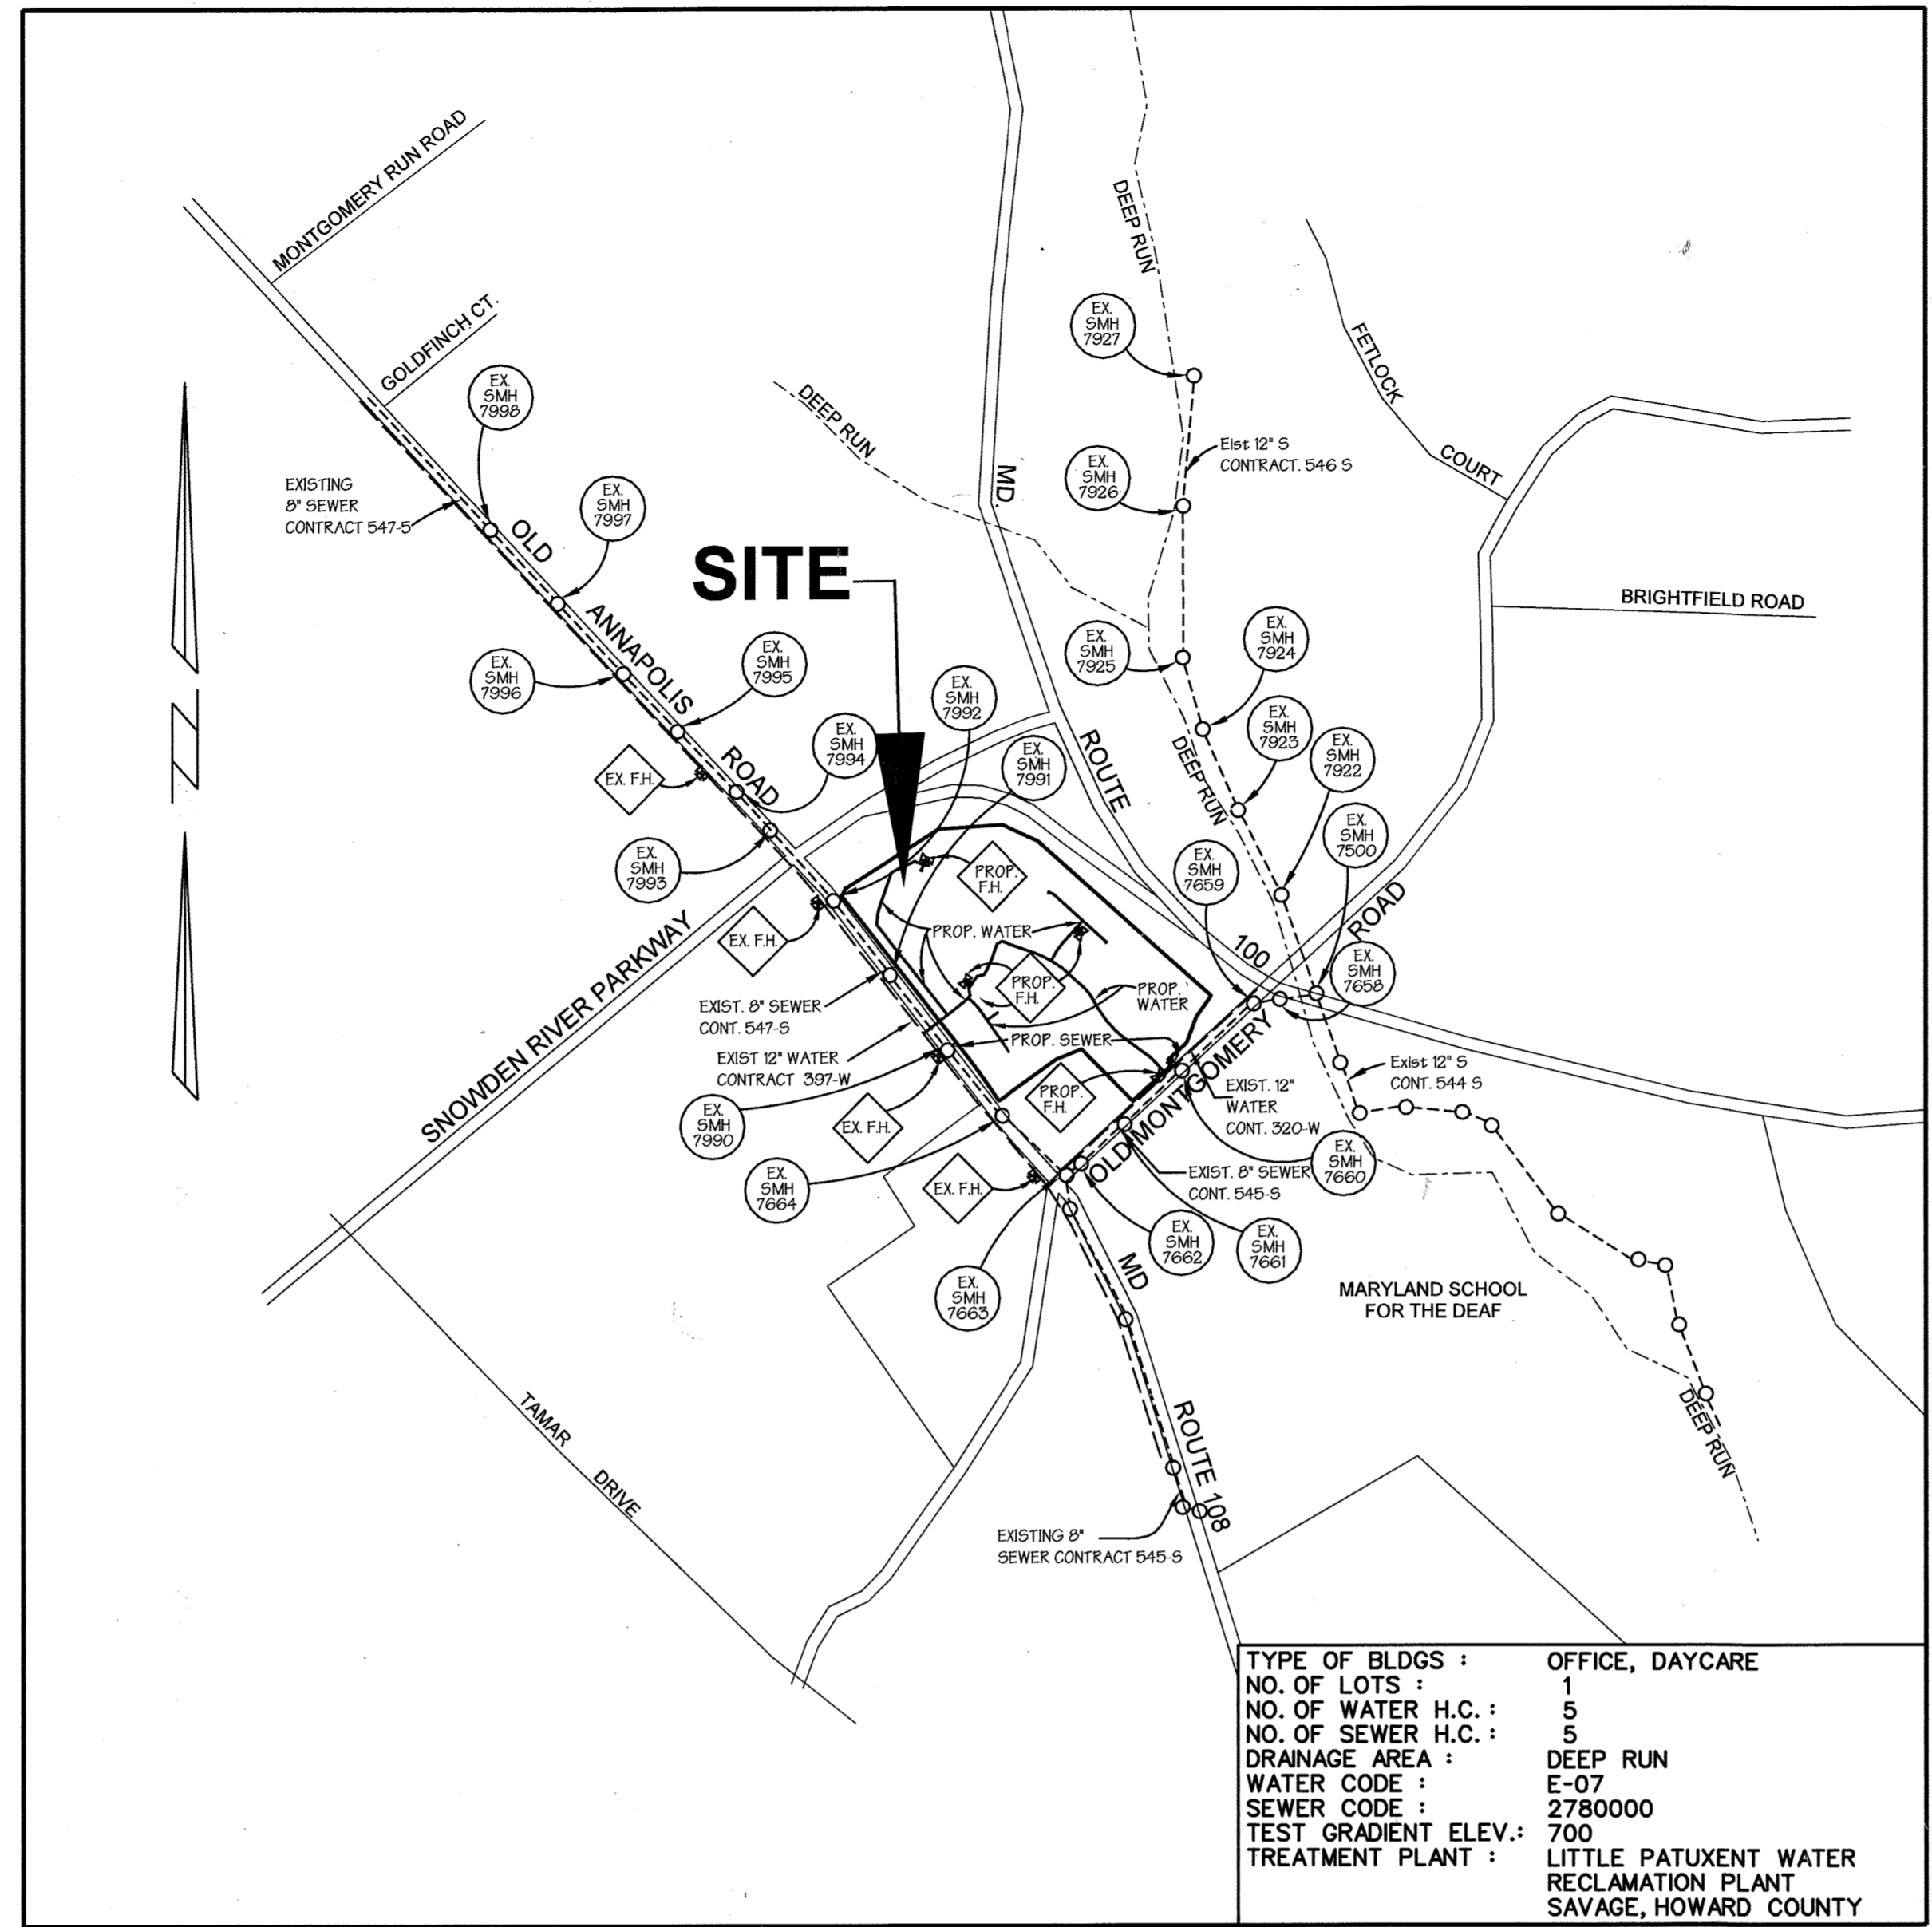 MONTGOMERY RUN ROAD
GOLDFINCH CT.
EX.
SMH
7998
EXISTING
8" SEWER
CONTRACT 547-5
EX.
SMH
7997
OLD
ANNAPOLIS
ROAD
SITE
EX.
SMH
7996
EX.
SMH
7995
EX.
SMH
7994
EX. F.H.
EX.
SMH
7993
EX.
SMH
7992
EX.
SMH
7991
DEEP RUN
MD.
ROUTE
100
DEEP RUN
EX.
SMH
7927
EX.
SMH
7926
EIst 12" S
CONTRACT. 546 S
FETLOCK
COURT
BRIGHTFIELD ROAD
EX.
SMH
7925
EX.
SMH
7924
EX.
SMH
7923
EX.
SMH
7922
DEEP RUN
EX.
SMH
7500
EX.
SMH
7659
EX.
SMH
7658
SNOWDEN RIVER PARKWAY
EX. F.H.
PROP.
F.H.
PROP. WATER
PROP.
F.H.
PROP.
WATER
EXIST. 8" SEWER
CONT. 547-S
PROP. SEWER
EXIST 12" WATER
CONTRACT 397-W
PROP.
F.H.
EX.
SMH
7990
EX. F.H.
OLD MONTGOMERY ROAD
EXIST. 12"
WATER
CONT. 320-W
Exist 12" S
CONT. 544 S
EX.
SMH
7660
EX.
SMH
7664
EX. F.H.
EXIST. 8" SEWER
CONT. 545-S
EX.
SMH
7662
EX.
SMH
7661
EX.
SMH
7663
MARYLAND SCHOOL
FOR THE DEAF
MD
ROUTE 108
DEEP RUN
TAMAR
DRIVE
EXISTING 8"
SEWER CONTRACT 545-S
TYPE OF BLDGS : OFFICE, DAYCARE
NO. OF LOTS : 1
NO. OF WATER H.C. : 5
NO. OF SEWER H.C. : 5
DRAINAGE AREA : DEEP RUN
WATER CODE : E-07
SEWER CODE : 2780000
TEST GRADIENT ELEV.: 700
TREATMENT PLANT : LITTLE PATUXENT WATER
RECLAMATION PLANT
SAVAGE, HOWARD COUNTY